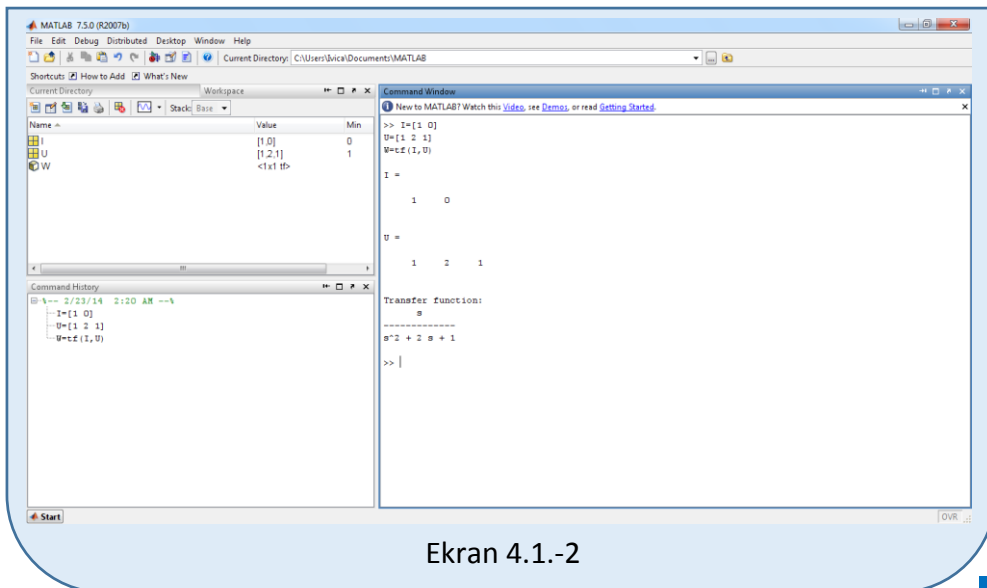 MATLAB 7.5.0 (R2007b)
File Edit Debug Distributed Desktop Window Help
Current Directory: C:\Users\Ivica\Documents\MATLAB
Shortcuts How to Add What's New
Current Directory Workspace
Stack: Base
Name Value Min
I [1,0] 0
U [1,2,1] 1
W <1x1 tf>
Command History
%-- 2/23/14 2:20 AM --%
I=[1 0]
U=[1 2 1]
W=tf(I,U)
Command Window
New to MATLAB? Watch this Video, see Demos, or read Getting Started.
>> I=[1 0]
U=[1 2 1]
W=tf(I,U)
I =
1 0
U =
1 2 1
Transfer function:
s
-------------
s^2 + 2 s + 1
>>
Start
OVR
Ekran 4.1.-2